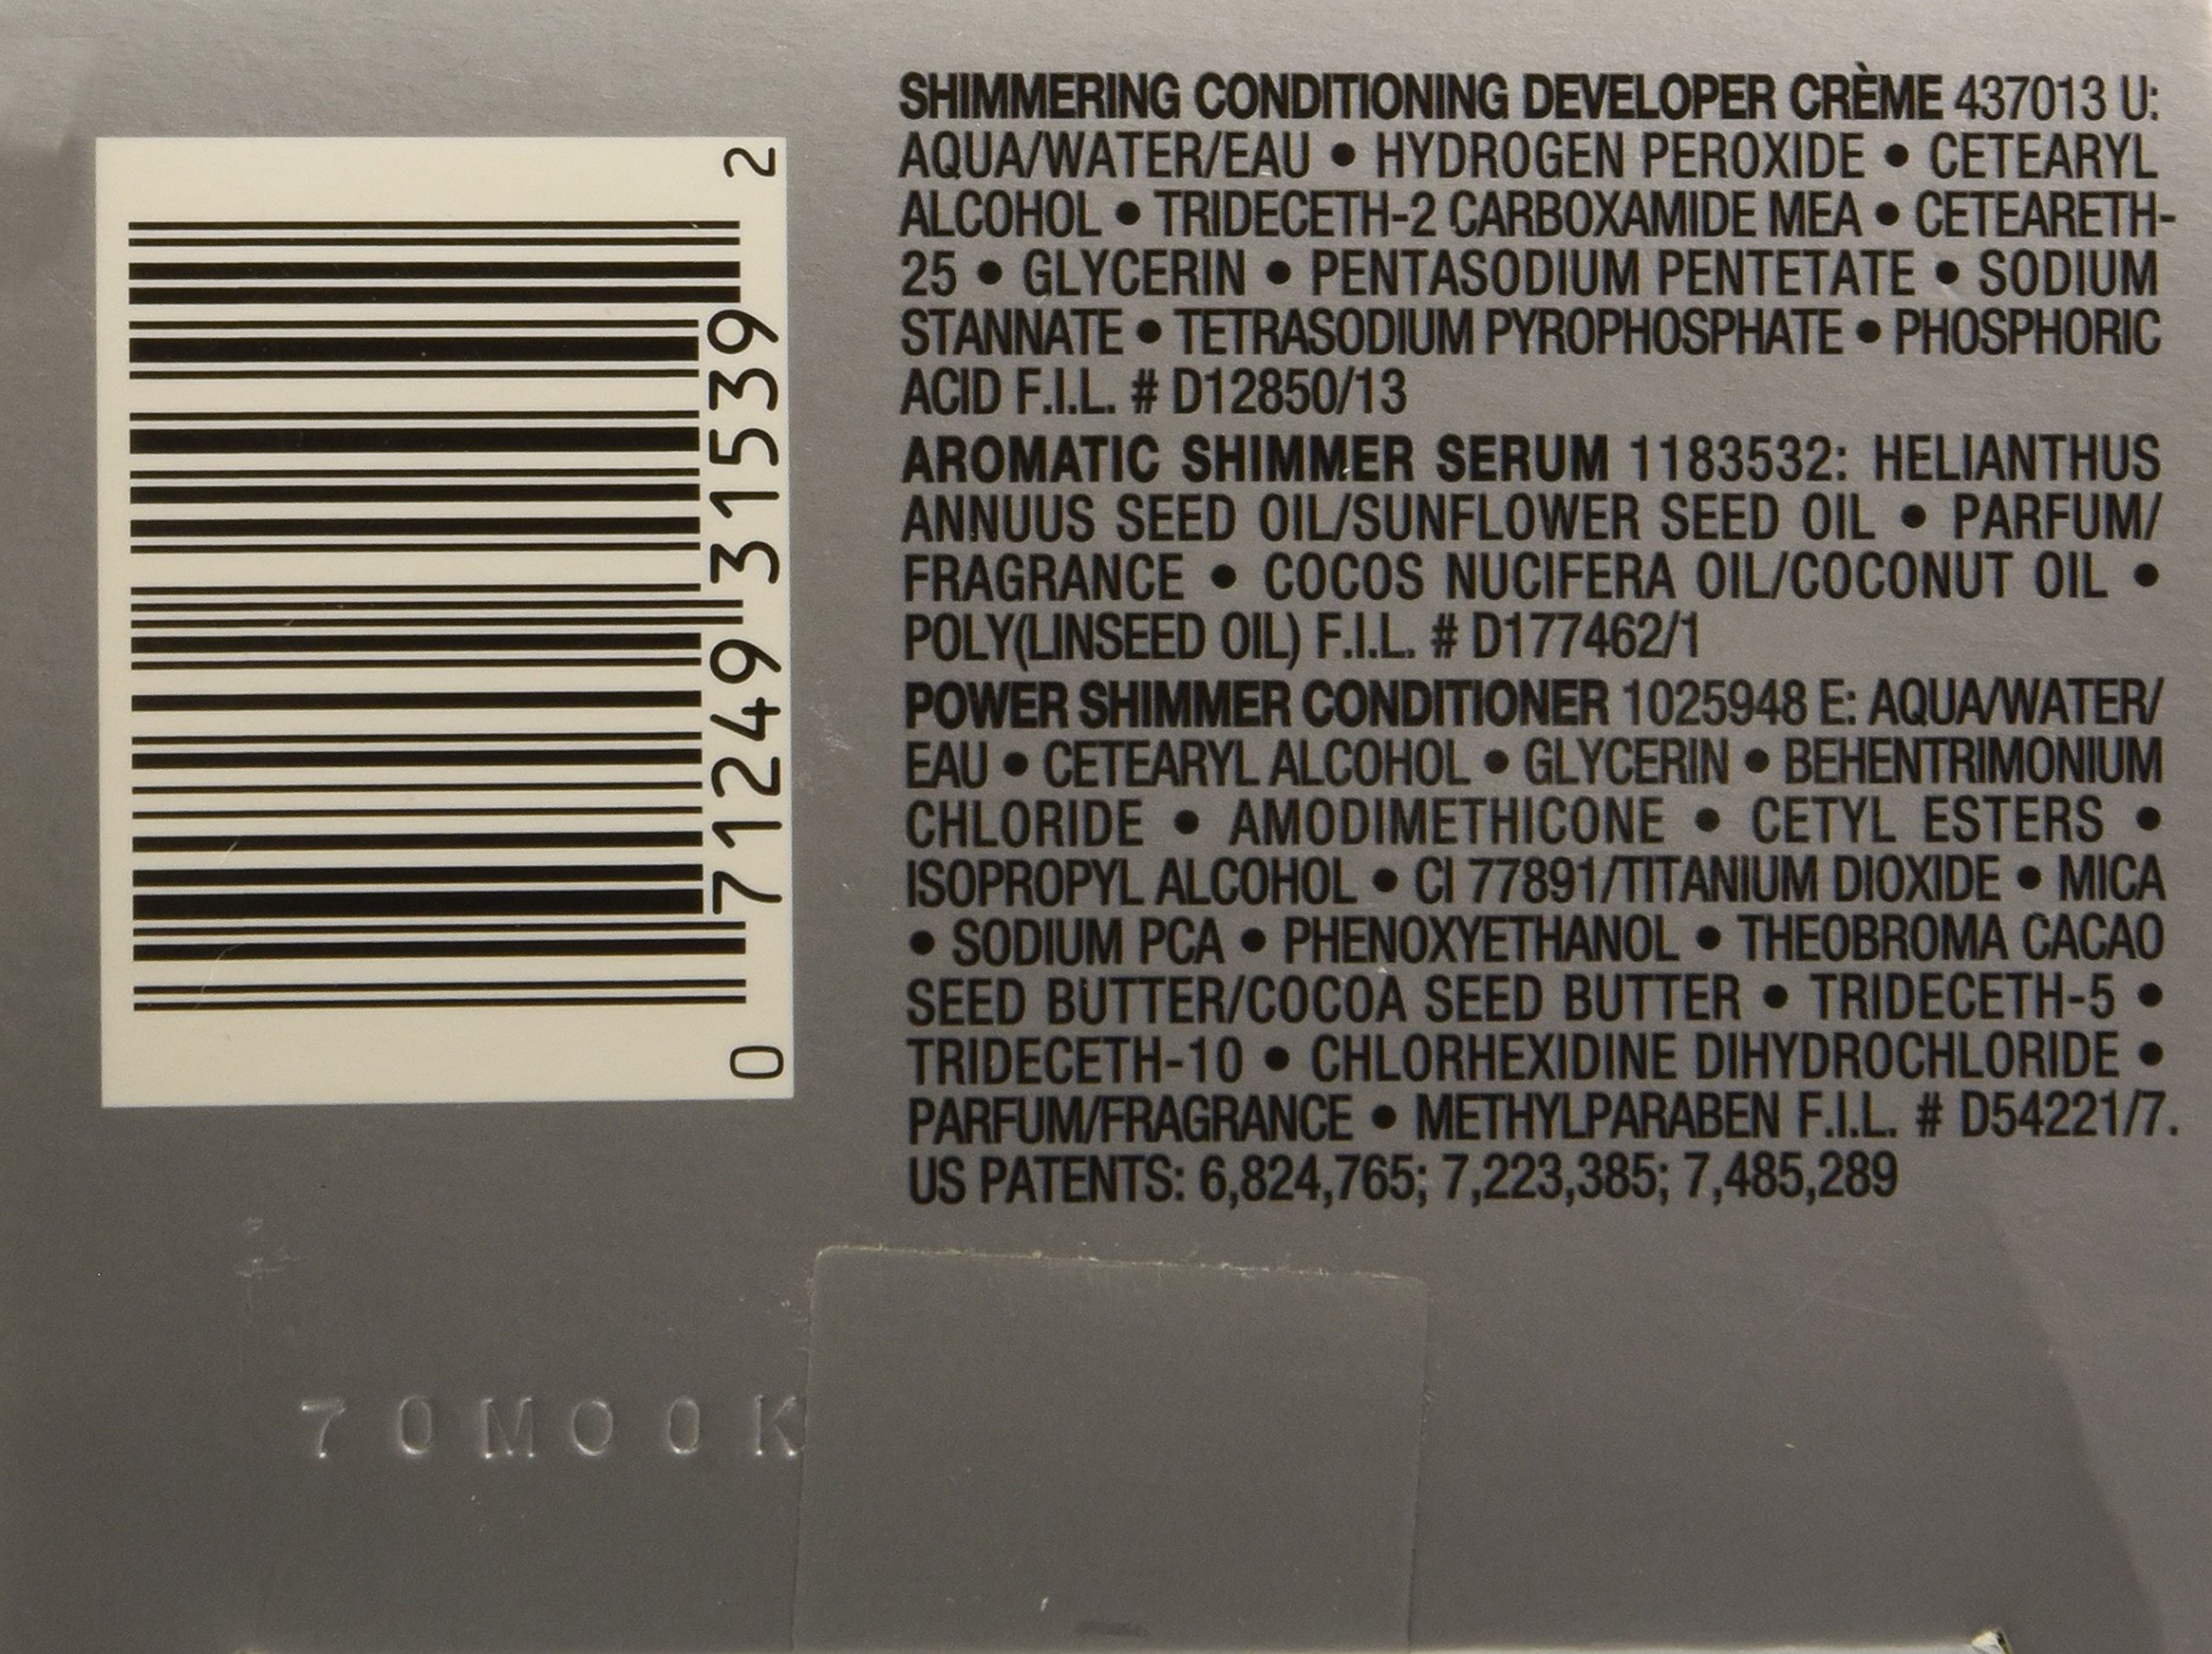 SHIMMERING CONDITIONING DEVELOPER CRÈME 437013 U:
AQUA/WATER/EAU • HYDROGEN PEROXIDE • CETEARYL
ALCOHOL • TRIDECETH-2 CARBOXAMIDE MEA • CETEARETH-
25 • GLYCERIN • PENTASODIUM PENTETATE • SODIUM
STANNATE • TETRASODIUM PYROPHOSPHATE • PHOSPHORIC
ACID F.I.L. # D12850/13
AROMATIC SHIMMER SERUM 1183532: HELIANTHUS
ANNUUS SEED OIL/SUNFLOWER SEED OIL • PARFUM/
FRAGRANCE • COCOS NUCIFERA OIL/COCONUT OIL •
POLY(LINSEED OIL) F.I.L. # D177462/1
POWER SHIMMER CONDITIONER 1025948 E: AQUA/WATER/
EAU • CETEARYL ALCOHOL • GLYCERIN • BEHENTRIMONIUM
CHLORIDE • AMODIMETHICONE • CETYL ESTERS •
ISOPROPYL ALCOHOL • CI 77891/TITANIUM DIOXIDE • MICA
• SODIUM PCA • PHENOXYETHANOL • THEOBROMA CACAO
SEED BUTTER/COCOA SEED BUTTER • TRIDECETH-5 •
TRIDECETH-10 • CHLORHEXIDINE DIHYDROCHLORIDE •
PARFUM/FRAGRANCE • METHYLPARABEN F.I.L. # D54221/7.
US PATENTS: 6,824,765; 7,223,385; 7,485,289
0 71249 31539 2
70MO0K